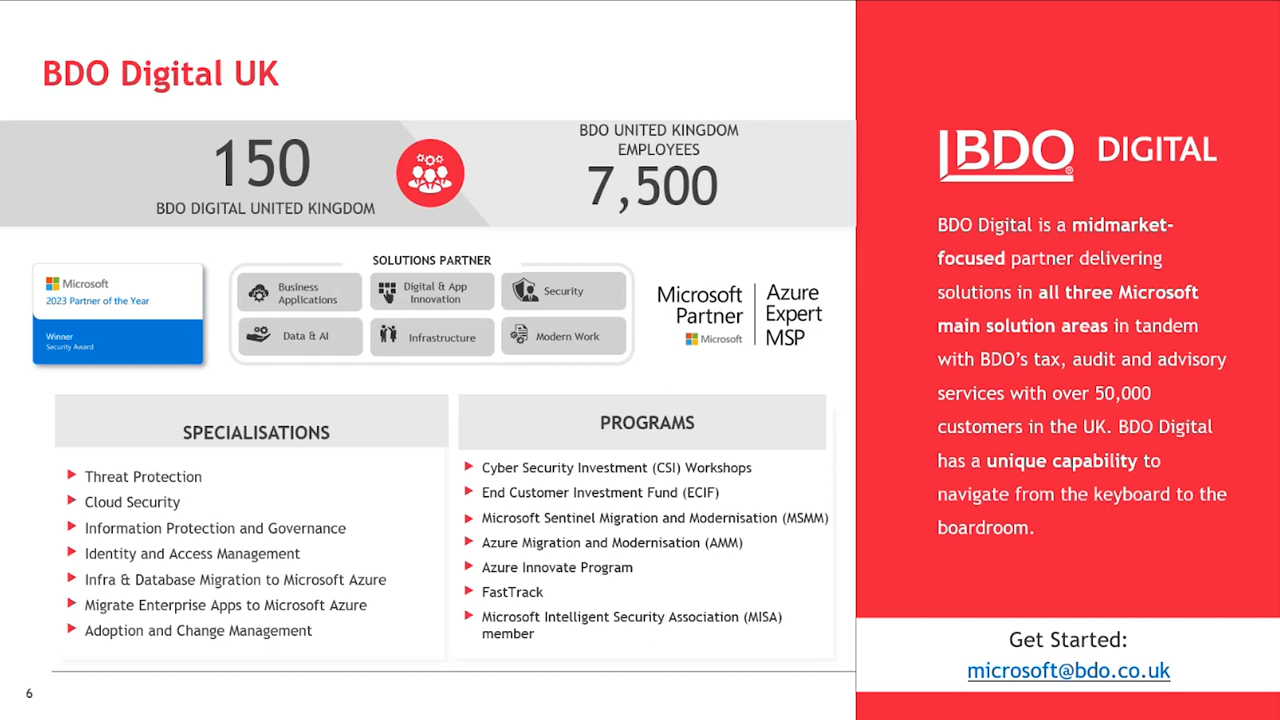 BDO Digital UK
150
BDO DIGITAL UNITED KINGDOM
BDO UNITED KINGDOM
EMPLOYEES
7,500
Microsoft
2023 Partner of the Year
Winner
Security Award
SOLUTIONS PARTNER
Business
Applications
Digital & App
Innovation
Security
Data & AI
Infrastructure
Modern Work
Microsoft
Partner
Microsoft
Azure
Expert
MSP
SPECIALISATIONS
Threat Protection
Cloud Security
Information Protection and Governance
Identity and Access Management
Infra & Database Migration to Microsoft Azure
Migrate Enterprise Apps to Microsoft Azure
Adoption and Change Management
PROGRAMS
Cyber Security Investment (CSI) Workshops
End Customer Investment Fund (ECIF)
Microsoft Sentinel Migration and Modernisation (MSMM)
Azure Migration and Modernisation (AMM)
Azure Innovate Program
FastTrack
Microsoft Intelligent Security Association (MISA)
member
6
BDO® DIGITAL
BDO Digital is a midmarket-
focused partner delivering
solutions in all three Microsoft
main solution areas in tandem
with BDO’s tax, audit and advisory
services with over 50,000
customers in the UK. BDO Digital
has a unique capability to
navigate from the keyboard to the
boardroom.
Get Started:
microsoft@bdo.co.uk